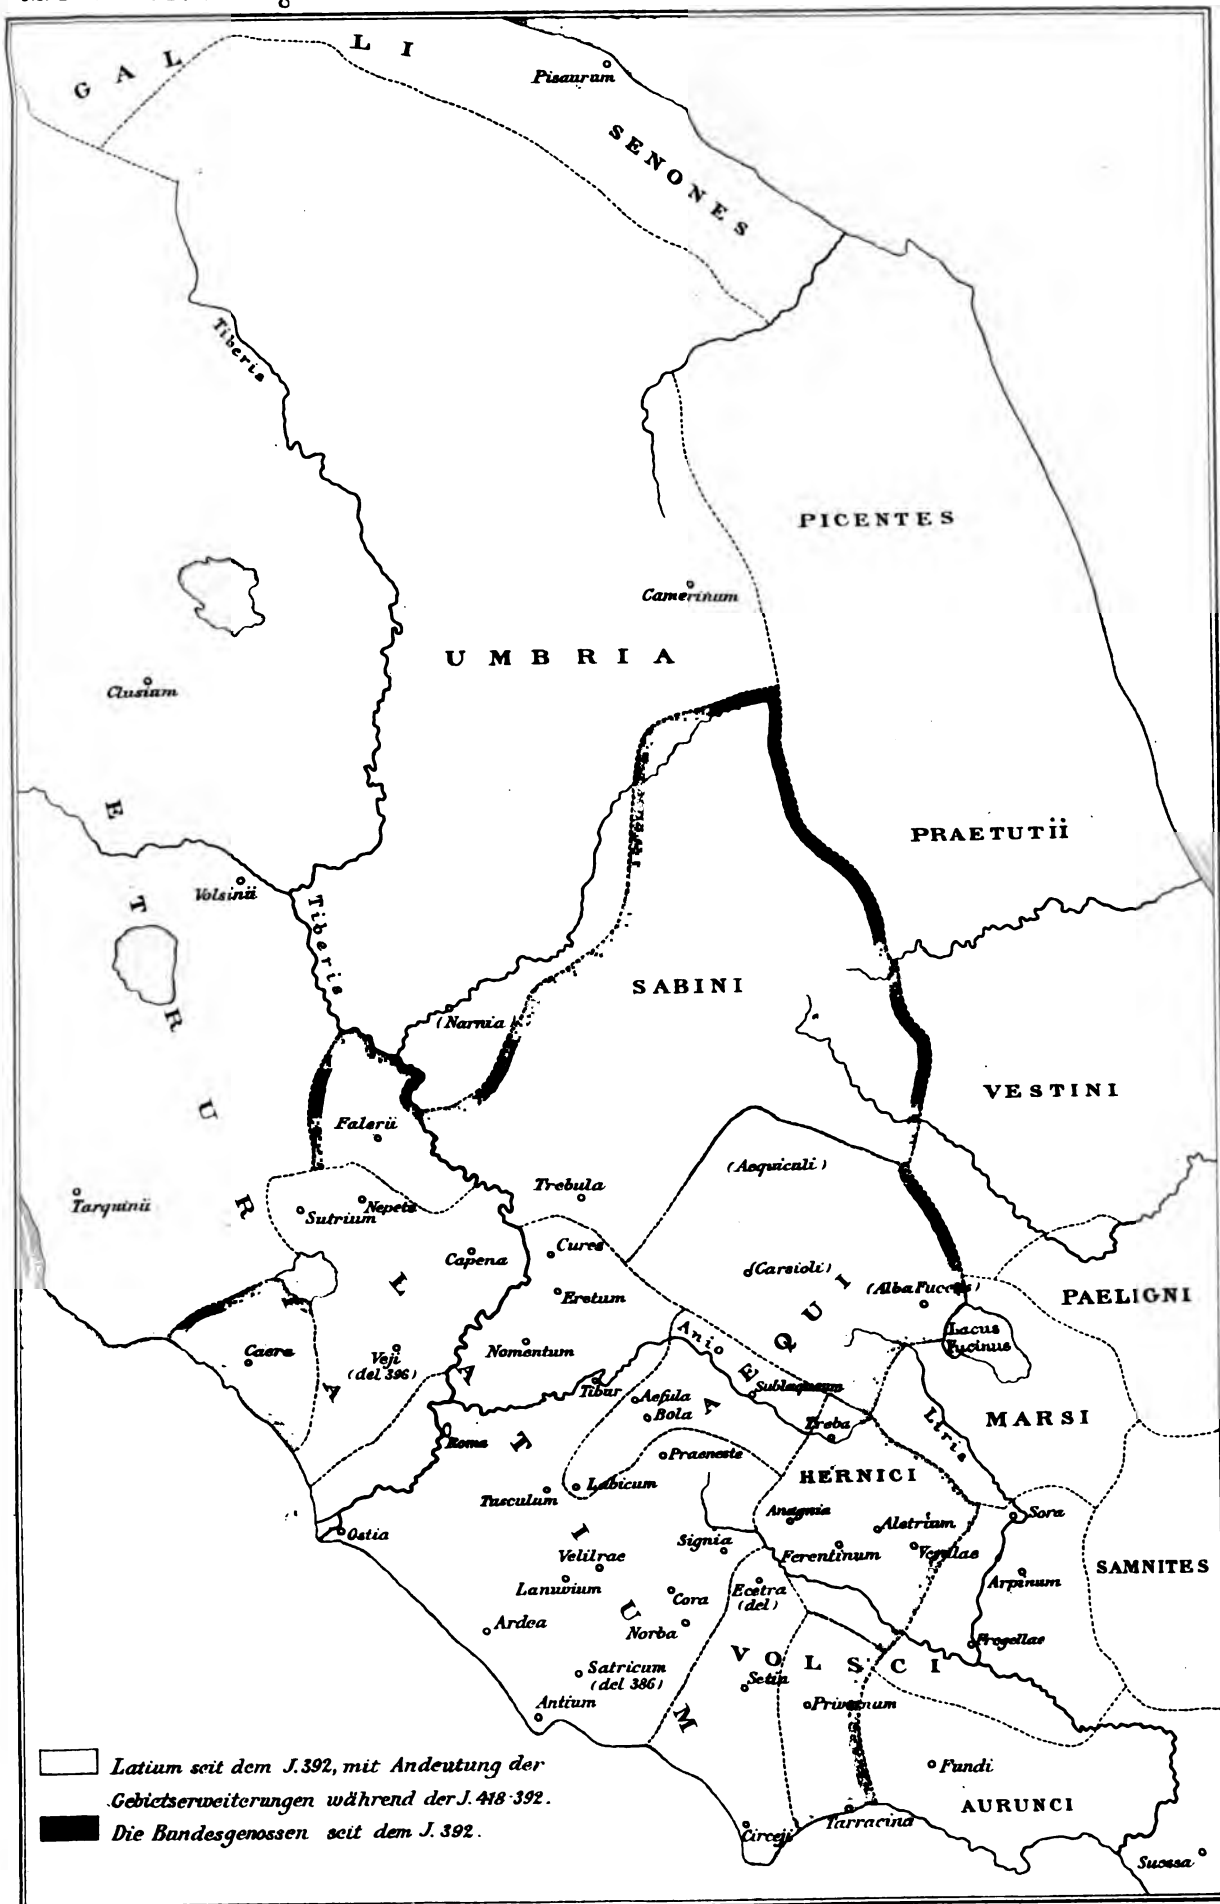 GALLI
Pisaurum
SENONES
Tiberis
PICENTES
Camerinum
UMBRIA
Clusium
ETRURIA
PRAETUTII
Volsinii
Tiberis
SABINI
(Narnia)
VESTINI
Falerii
(Aequiculi)
Tarquinii
Trebula
Nepete
Sutrium
Cures
Capena
(Carsioli)
(Alba Fucens)
PAELIGNI
Eretum
AEQUI
Lacus
Fucinus
Anio
Caere
Veji
(del 396)
Nomentum
LATIUM
Tibur
Aefula
Bola
Sublaqueum
Treba
Liris
MARSI
Roma
Praeneste
HERNICI
Tusculum
Labicum
Anagnia
Aletrium
Sora
Ostia
Signia
Ferentinum
Verulae
SAMNITES
Velilrae
Lanuvium
Cora
Ecetra
(del)
Arpinum
Ardea
Norba
Fregellae
VOLSCI
Satricum
(del 386)
Setia
Antium
Privernum
Fundi
AURUNCI
Circeji
Tarracina
Suessa
Latium seit dem J. 392, mit Andeutung der
Gebietserweiterungen während der J. 418-392.
Die Bundesgenossen seit dem J. 392.